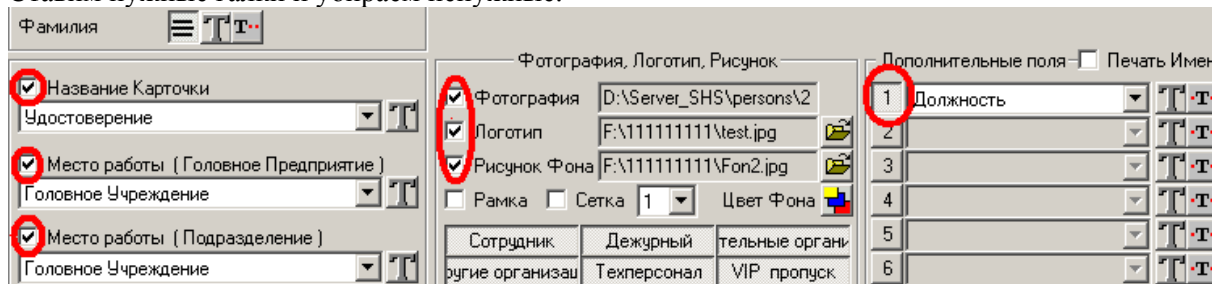 Фамилия
Название Карточки
Удостоверение
Место работы ( Головное Предприятие )
Головное Учреждение
Место работы ( Подразделение )
Головное Учреждение
Фотография, Логотип, Рисунок
Фотография D:\Server_SHS\persons\2
Логотип F:\111111111\test.jpg
Рисунок Фона F:\111111111\Fon2.jpg
Рамка Сетка 1 Цвет Фона
Сотрудник Дежурный тельные органи
ругие организац Техперсонал VIP пропуск
Дополнительные поля Печать Имен
1 Должность T ·T·
2 T ·T·
3 T ·T·
4 T ·T·
5 T ·T·
6 T ·T·